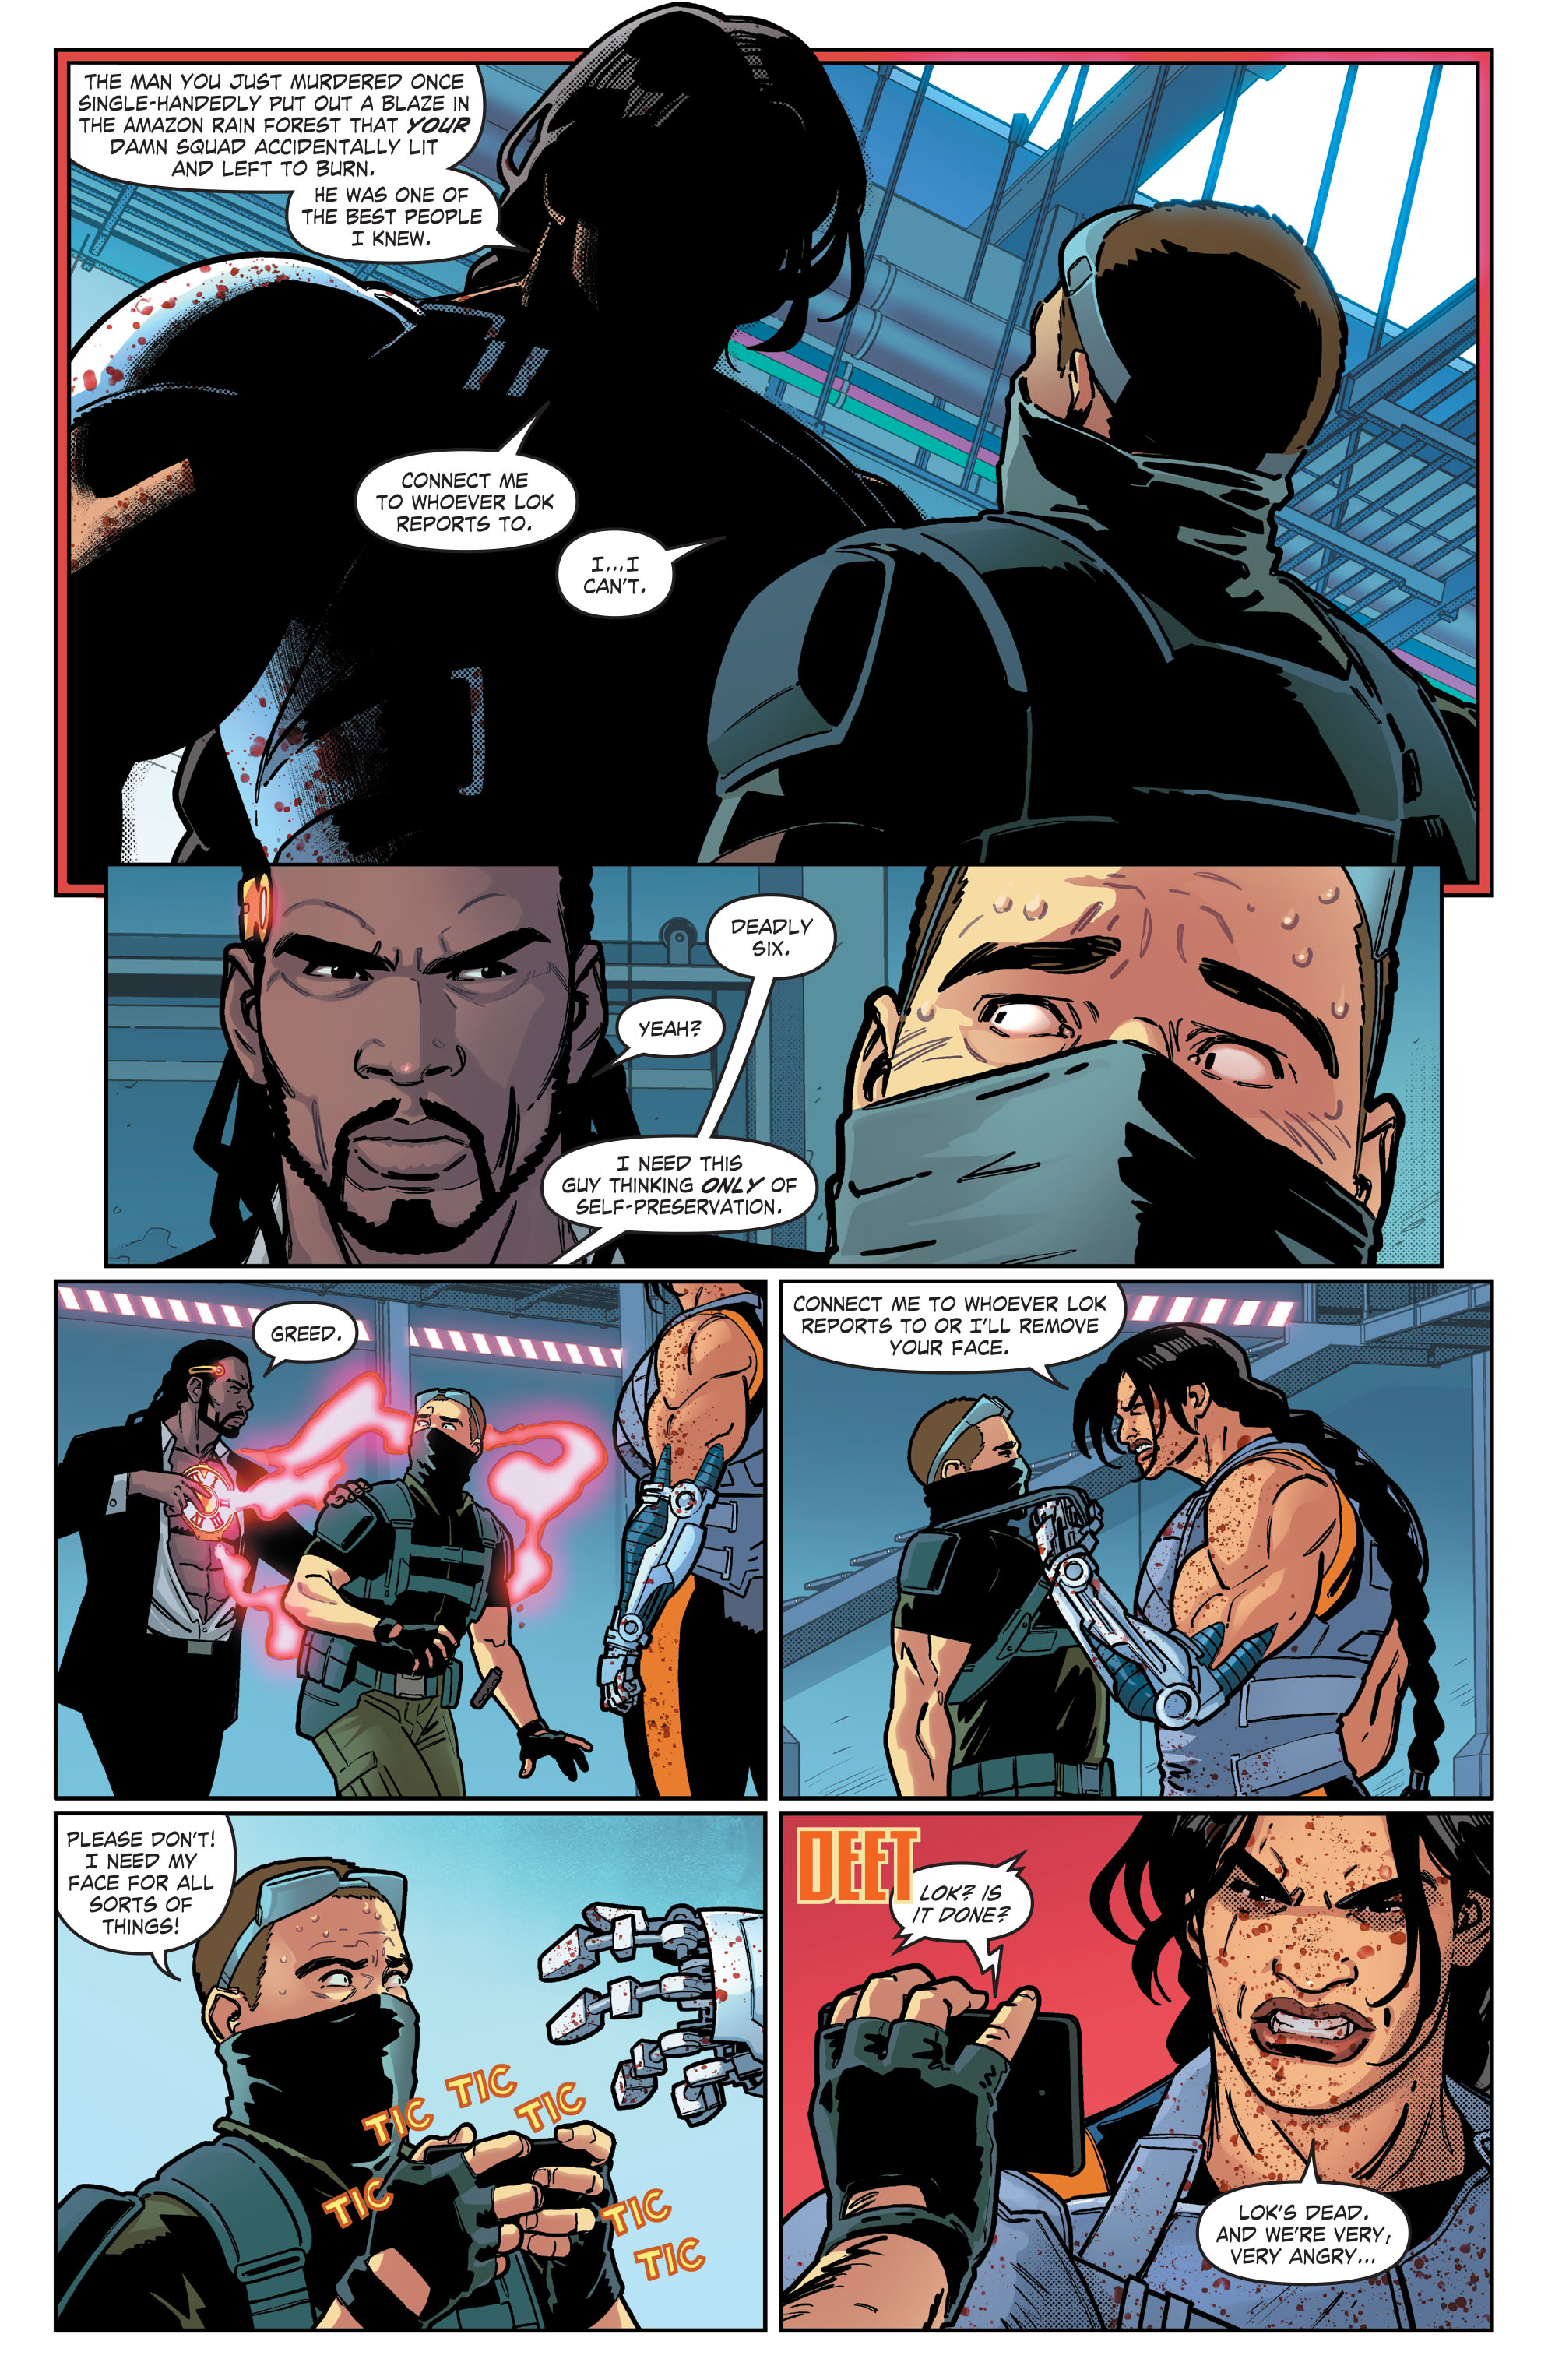 THE MAN YOU JUST MURDERED ONCE
SINGLE-HANDEDLY PUT OUT A BLAZE IN
THE AMAZON RAIN FOREST THAT YOUR
DAMN SQUAD ACCIDENTALLY LIT
AND LEFT TO BURN.
HE WAS ONE OF
THE BEST PEOPLE
I KNEW.
CONNECT ME
TO WHOEVER LOK
REPORTS TO.
I...I
CAN'T.
DEADLY
SIX.
YEAH?
I NEED THIS
GUY THINKING ONLY OF
SELF-PRESERVATION.
GREED.
CONNECT ME TO WHOEVER LOK
REPORTS TO OR I'LL REMOVE
YOUR FACE.
PLEASE DON'T!
I NEED MY
FACE FOR ALL
SORTS OF
THINGS!
TIC
TIC
TIC
TIC
TIC
TIC
DEET
LOK? IS
IT DONE?
LOK'S DEAD.
AND WE'RE VERY,
VERY ANGRY...